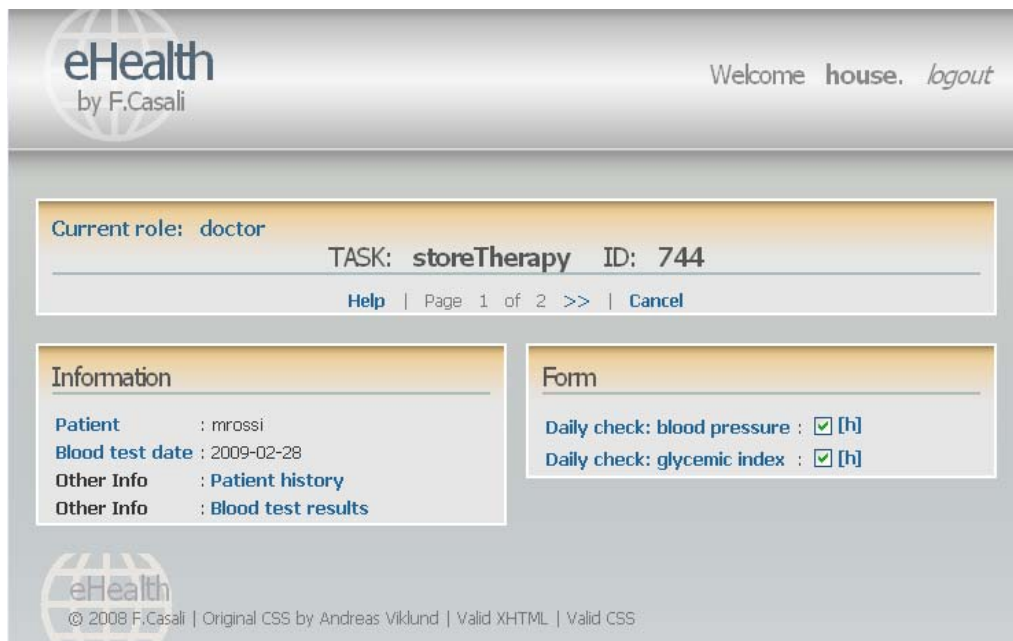 eHealth
by F.Casali
Welcome house. logout
Current role: doctor
TASK: storeTherapy ID: 744
Help | Page 1 of 2 >> | Cancel
Information
Patient : mrossi
Blood test date : 2009-02-28
Other Info : Patient history
Other Info : Blood test results
Form
Daily check: blood pressure : [h]
Daily check: glycemic index : [h]
eHealth
© 2008 F.Casali | Original CSS by Andreas Viklund | Valid XHTML | Valid CSS